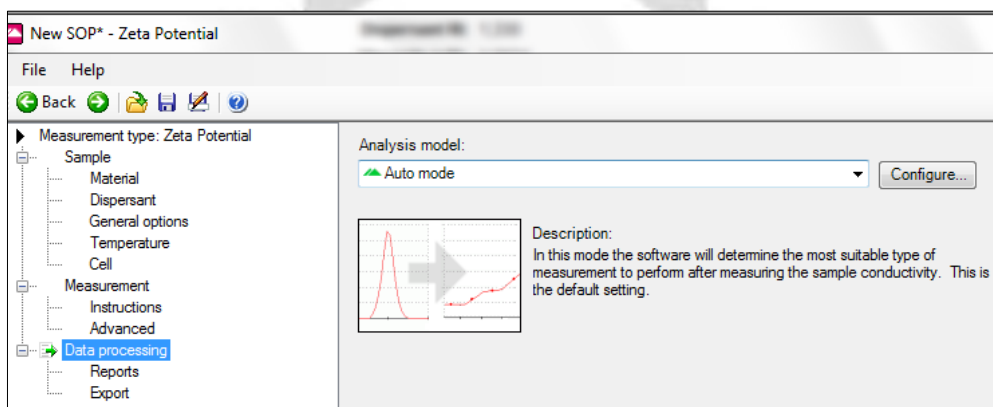 New SOP* - Zeta Potential
File Help
Back
Measurement type: Zeta Potential
Sample
Material
Dispersant
General options
Temperature
Cell
Measurement
Instructions
Advanced
Data processing
Reports
Export
Analysis model:
Auto mode
Configure...
Description:
In this mode the software will determine the most suitable type of
measurement to perform after measuring the sample conductivity. This is
the default setting.